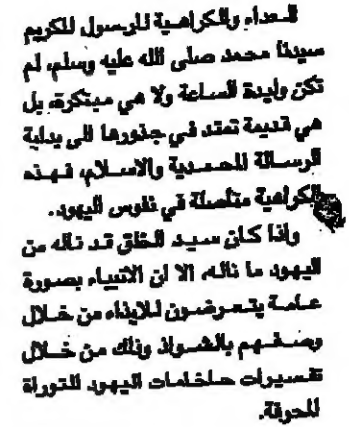 العداء والكراهية للرسول الكريم
سيدنا محمد صلى الله عليه وسلم، لم
تكن وليدة الساعة ولا هي مبتكرة، بل
هي قديمة تمتد في جذورها الى بداية
الرسالة المحمدية والاسلام، فهذه
الكراهية متأصلة في نفوس اليهود.
واذا كان سيد الخلق قد ناله من
اليهود ما ناله، الا ان الانبياء بصورة
عامة يتعرضون للايذاء من خلال
وصفهم بالشواذ وذلك من خلال
تفسيرات حاخامات اليهود للتوراة
المحرفة.